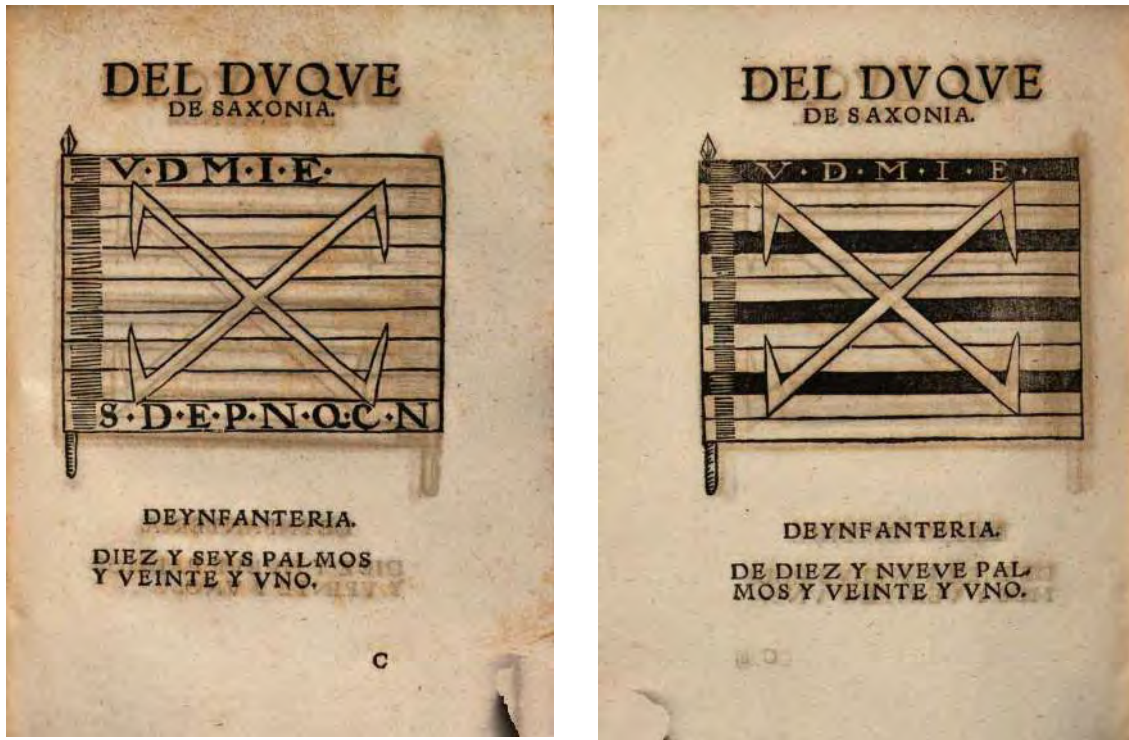 DEL DVQVE
DE SAXONIA.
V·D M·I·E·
S·D·E·P·N·Q·C·N
DEYNFANTERIA.
DIEZ Y SEYS PALMOS
Y VEINTE Y VNO.
C
DEL DVQVE
DE SAXONIA.
V·D·M·I·E·
DEYNFANTERIA.
DE DIEZ Y NVEVE PAL-
MOS Y VEINTE Y VNO.